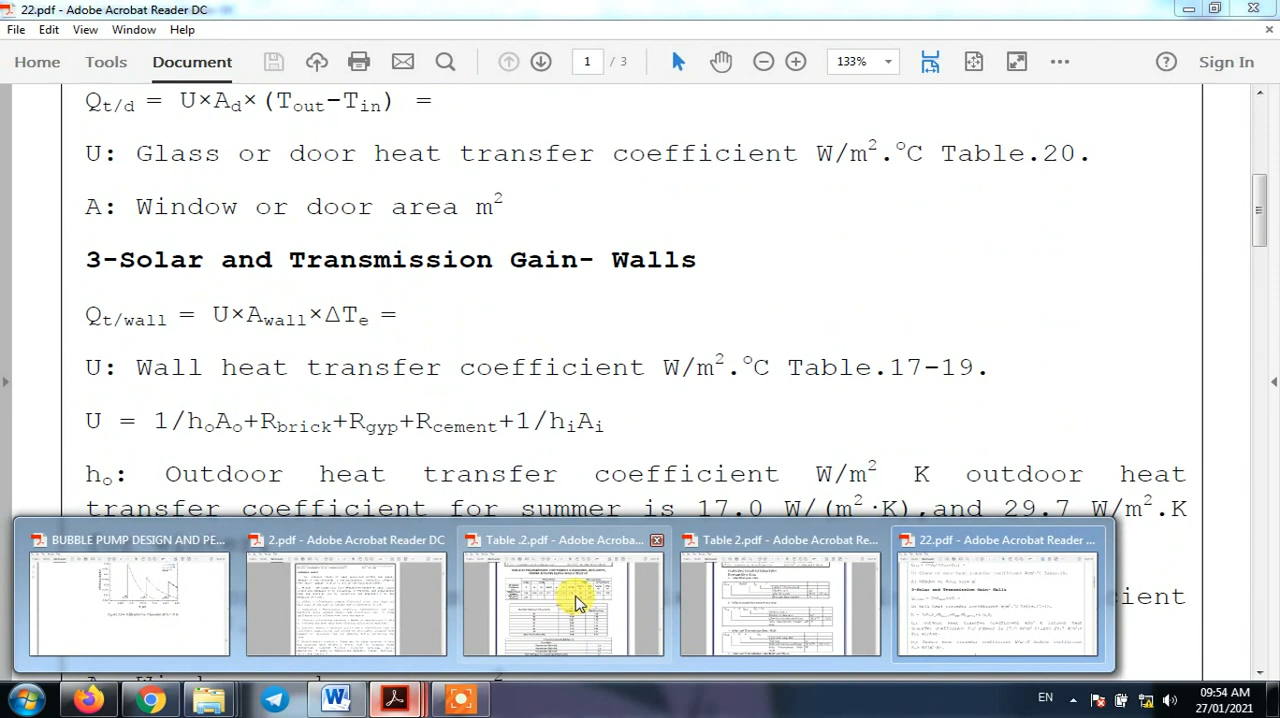 22.pdf - Adobe Acrobat Reader DC
File Edit View Window Help
Home Tools Document 1 / 3 133% Sign In
Qt/d = U×Ad×(Tout−Tin) =
U: Glass or door heat transfer coefficient W/m².°C Table.20.
A: Window or door area m²
3-Solar and Transmission Gain- Walls
Qt/wall = U×Awall×ΔTe =
U: Wall heat transfer coefficient W/m².°C Table.17-19.
U = 1/hoAo+Rbrick+Rgyp+Rcement+1/hiAi
ho: Outdoor heat transfer coefficient W/m² K outdoor heat
transfer coefficient for summer is 17.0 W/(m²·K),and 29.7 W/m².K
BUBBLE PUMP DESIGN AND PE... 2.pdf - Adobe Acrobat Reader DC Table .2.pdf - Adobe Acroba... Table 2.pdf - Adobe Acrobat Re... 22.pdf - Adobe Acrobat Reader ...
EN 09:54 AM
27/01/2021